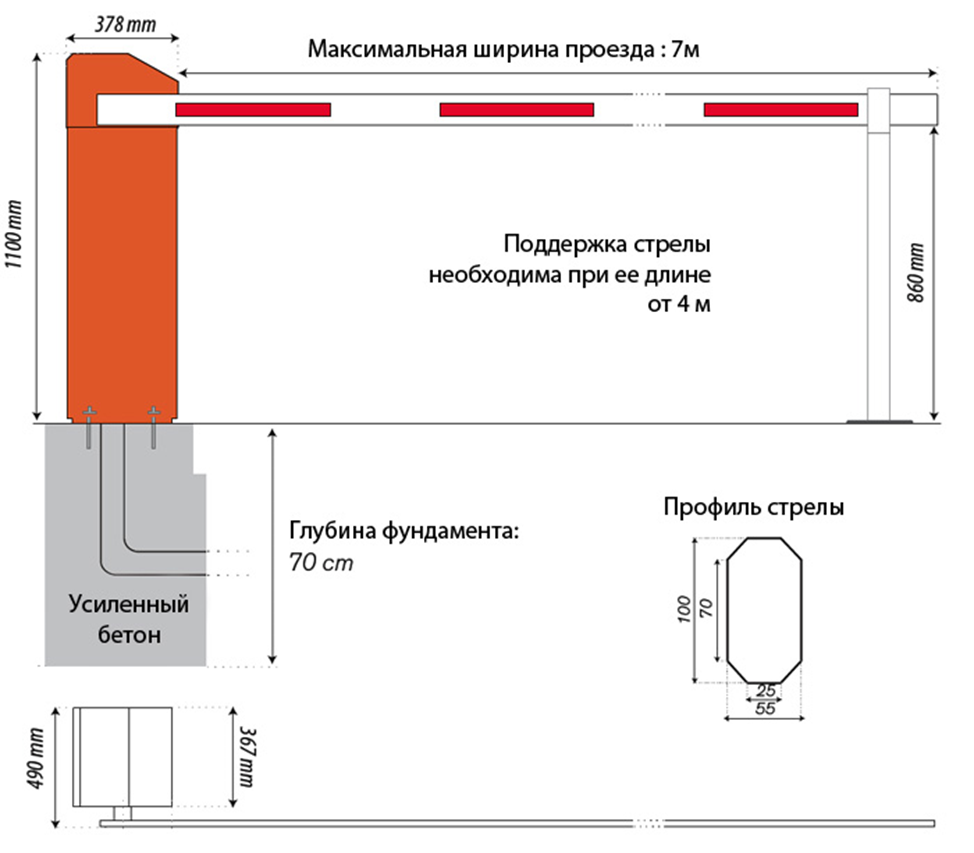 378 mm
Максимальная ширина проезда : 7м
1100 mm
Поддержка стрелы
необходима при ее длине
от 4 м
860 mm
Глубина фундамента:
70 cm
Усиленный
бетон
Профиль стрелы
100
70
25
55
490 mm
367 mm